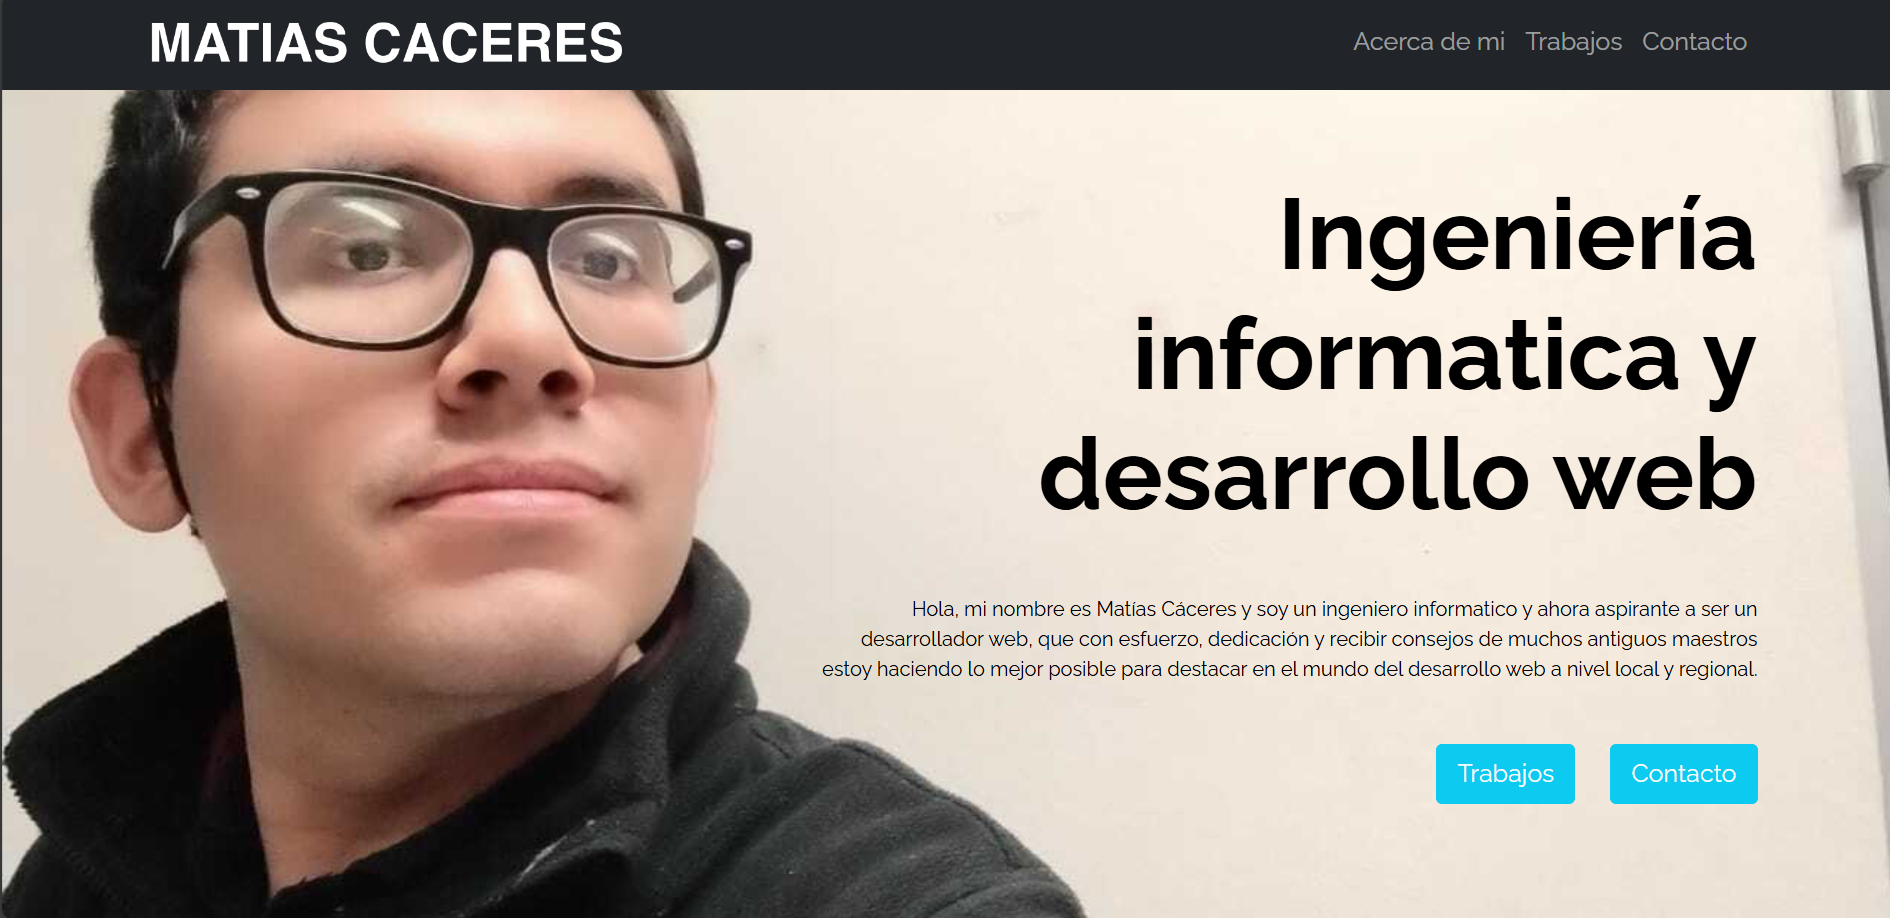 MATIAS CACERES
Acerca de mi Trabajos Contacto
Ingeniería
informatica y
desarrollo web
Hola, mi nombre es Matías Cáceres y soy un ingeniero informatico y ahora aspirante a ser un
desarrollador web, que con esfuerzo, dedicación y recibir consejos de muchos antiguos maestros
estoy haciendo lo mejor posible para destacar en el mundo del desarrollo web a nivel local y regional.
Trabajos Contacto